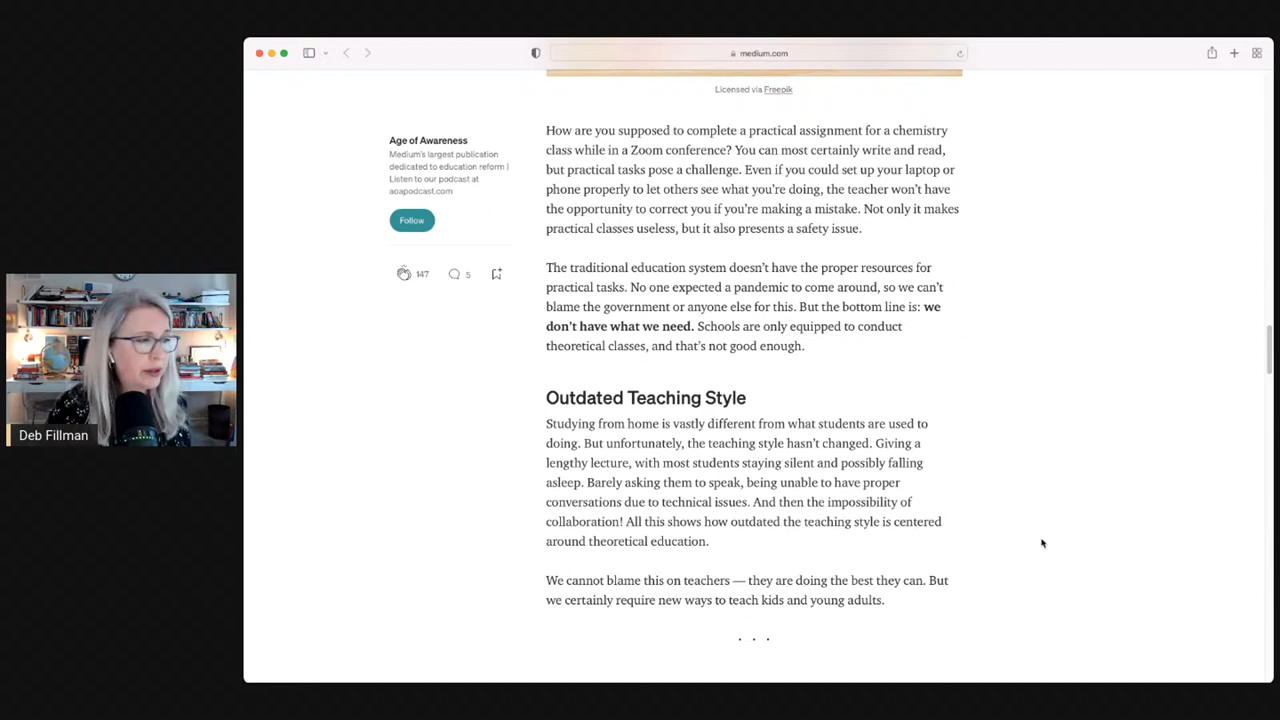 medium.com
Licensed via Freepik
Age of Awareness
Medium's largest publication
dedicated to education reform |
Listen to our podcast at
aoapodcast.com
Follow
147
5
How are you supposed to complete a practical assignment for a chemistry
class while in a Zoom conference? You can most certainly write and read,
but practical tasks pose a challenge. Even if you could set up your laptop or
phone properly to let others see what you're doing, the teacher won't have
the opportunity to correct you if you're making a mistake. Not only it makes
practical classes useless, but it also presents a safety issue.
The traditional education system doesn't have the proper resources for
practical tasks. No one expected a pandemic to come around, so we can't
blame the government or anyone else for this. But the bottom line is: we
don't have what we need. Schools are only equipped to conduct
theoretical classes, and that's not good enough.
Outdated Teaching Style
Studying from home is vastly different from what students are used to
doing. But unfortunately, the teaching style hasn't changed. Giving a
lengthy lecture, with most students staying silent and possibly falling
asleep. Barely asking them to speak, being unable to have proper
conversations due to technical issues. And then the impossibility of
collaboration! All this shows how outdated the teaching style is centered
around theoretical education.
We cannot blame this on teachers — they are doing the best they can. But
we certainly require new ways to teach kids and young adults.
. . .
Deb Fillman